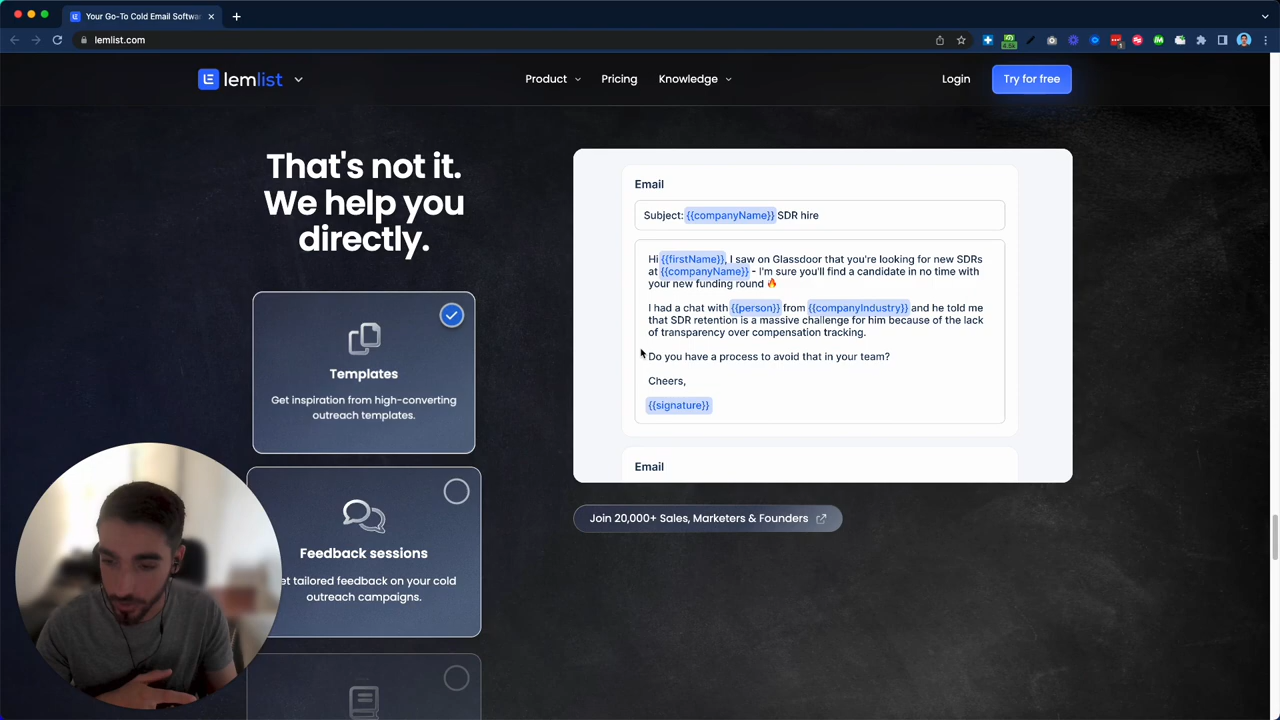 Your Go-To Cold Email Softwa
lemlist.com
lemlist
Product
Pricing
Knowledge
Login
Try for free
That's not it.
We help you
directly.
Templates
Get inspiration from high-converting
outreach templates.
Feedback sessions
et tailored feedback on your cold
outreach campaigns.
Email
Subject: {{companyName}} SDR hire
Hi {{firstName}}, I saw on Glassdoor that you're looking for new SDRs
at {{companyName}} - I'm sure you'll find a candidate in no time with
your new funding round 🔥
I had a chat with {{person}} from {{companyIndustry}} and he told me
that SDR retention is a massive challenge for him because of the lack
of transparency over compensation tracking.
Do you have a process to avoid that in your team?
Cheers,
{{signature}}
Email
Join 20,000+ Sales, Marketers & Founders